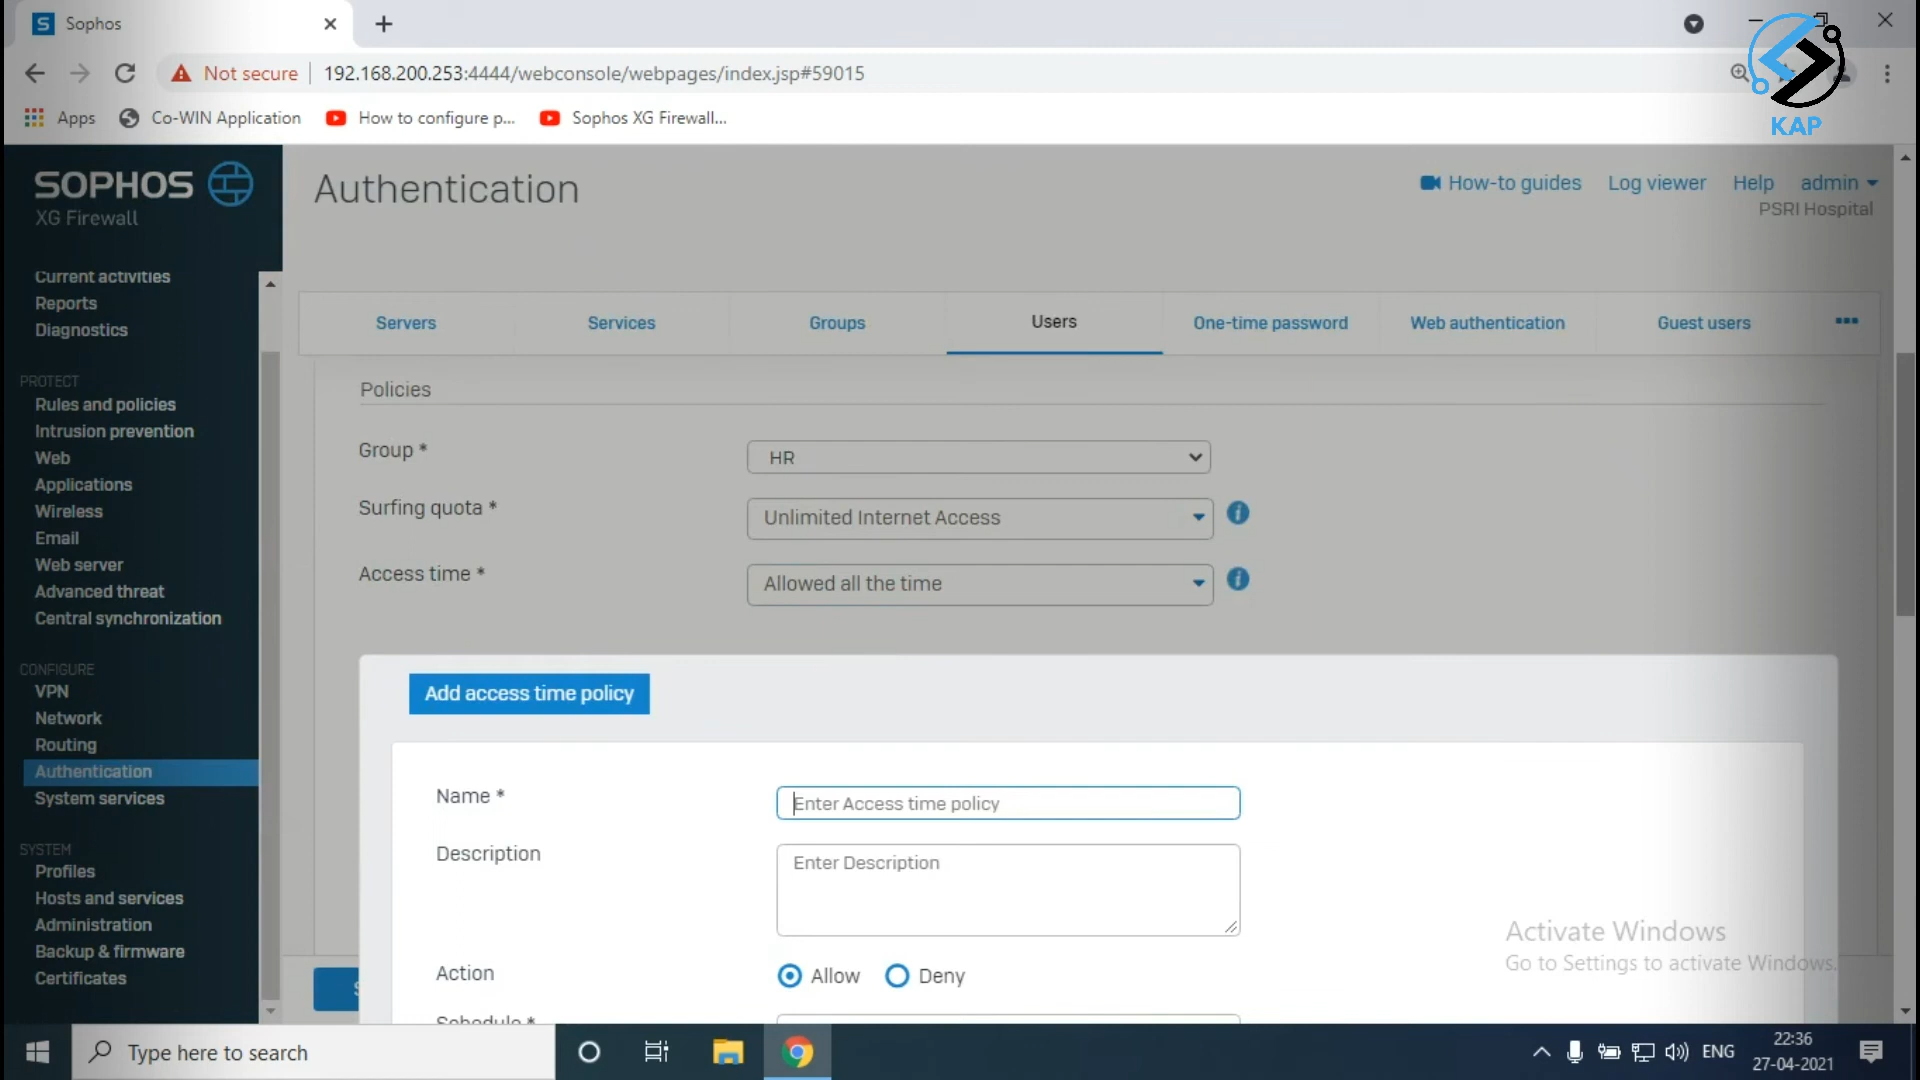 Sophos
Not secure
192.168.200.253:4444/webconsole/webpages/index.jsp#59015
Apps
Co-WIN Application
How to configure p...
Sophos XG Firewall...
KAP
SOPHOS
XG Firewall
Authentication
How-to guides
Log viewer
Help
admin
PSRI Hospital
Current activities
Reports
Diagnostics
PROTECT
Rules and policies
Intrusion prevention
Web
Applications
Wireless
Email
Web server
Advanced threat
Central synchronization
CONFIGURE
VPN
Network
Routing
Authentication
System services
SYSTEM
Profiles
Hosts and services
Administration
Backup & firmware
Certificates
Servers
Services
Groups
Users
One-time password
Web authentication
Guest users
Policies
Group *
HR
Surfing quota *
Unlimited Internet Access
Access time *
Allowed all the time
Add access time policy
Name *
Enter Access time policy
Description
Enter Description
Action
Allow
Deny
Schedule *
Activate Windows
Go to Settings to activate Windows.
Type here to search
ENG
22:36
27-04-2021